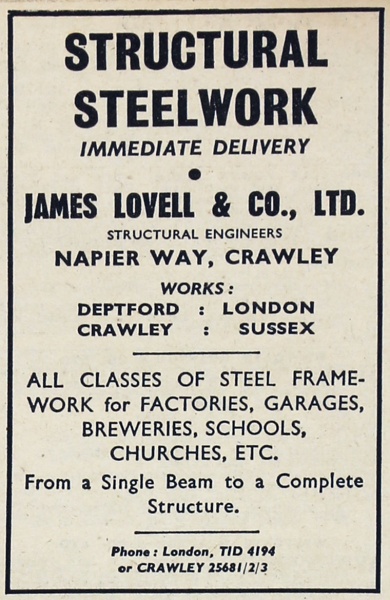 STRUCTURAL
STEELWORK
IMMEDIATE DELIVERY
●
JAMES LOVELL & CO., LTD.
STRUCTURAL ENGINEERS
NAPIER WAY, CRAWLEY
WORKS:
DEPTFORD : LONDON
CRAWLEY : SUSSEX
ALL CLASSES OF STEEL FRAME-
WORK for FACTORIES, GARAGES,
BREWERIES, SCHOOLS,
CHURCHES, ETC.
From a Single Beam to a Complete
Structure.
Phone: London, TID 4194
or CRAWLEY 25681/2/3